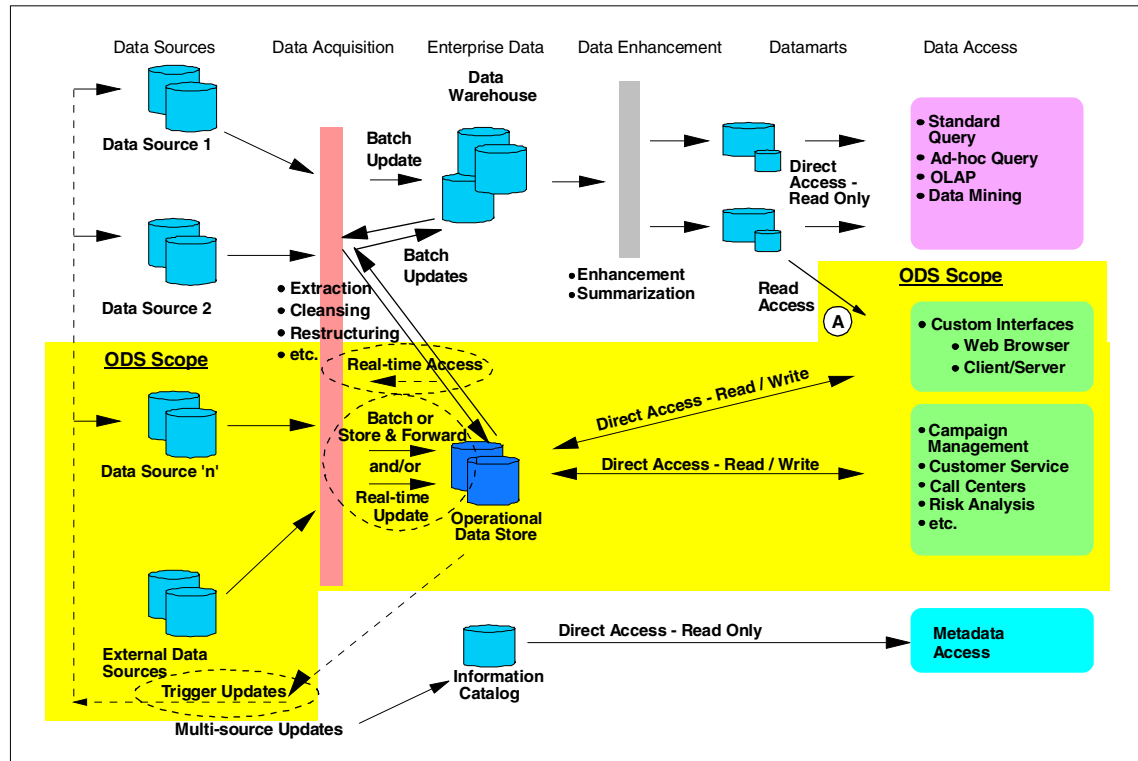 Data Sources
Data Acquisition
Enterprise Data
Data Enhancement
Datamarts
Data Access
Data
Warehouse
Data Source 1
Batch
Update
Direct
Access -
Read Only
• Standard
Query
• Ad-hoc Query
• OLAP
• Data Mining
Data Source 2
Batch
Updates
• Extraction
• Cleansing
• Restructuring
• etc.
•Enhancement
•Summarization
Read
Access
A
ODS Scope
• Custom Interfaces
• Web Browser
• Client/Server
ODS Scope
Real-time Access
Data Source 'n'
Batch or
Store & Forward
and/or
Real-time
Update
Operational
Data Store
Direct Access - Read / Write
Direct Access - Read / Write
• Campaign
Management
• Customer Service
• Call Centers
• Risk Analysis
• etc.
External Data
Sources
Trigger Updates
Multi-source Updates
Information
Catalog
Direct Access - Read Only
Metadata
Access